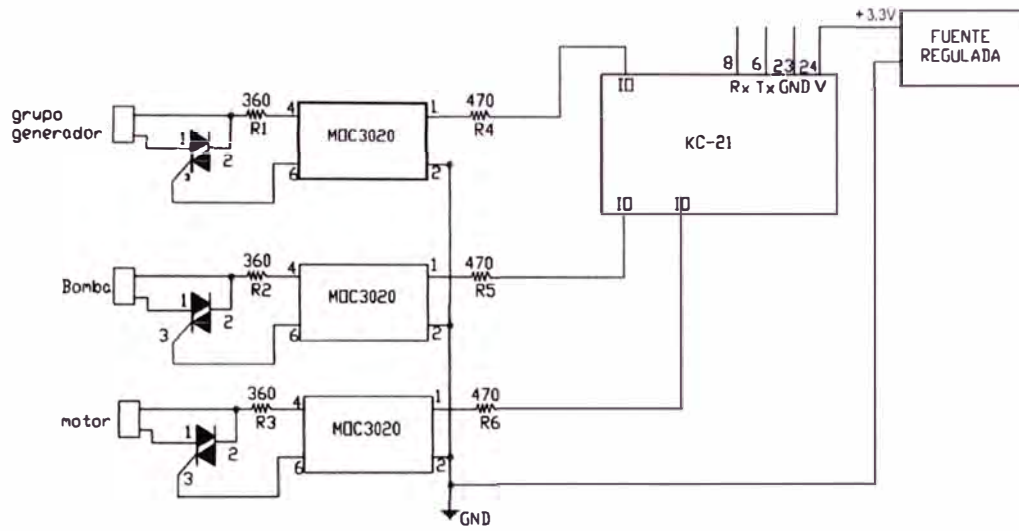 +3.3V
FUENTE
REGULADA
8 6 23 24
Rx Tx GND V
IO
KC-21
IO IO
grupo
generador
1
2
3
360
R1
4
6
MOC3020
1
2
470
R4
Bomba
1
2
3
360
R2
4
6
MOC3020
1
2
470
R5
motor
1
2
3
360
R3
4
6
MOC3020
1
2
470
R6
GND